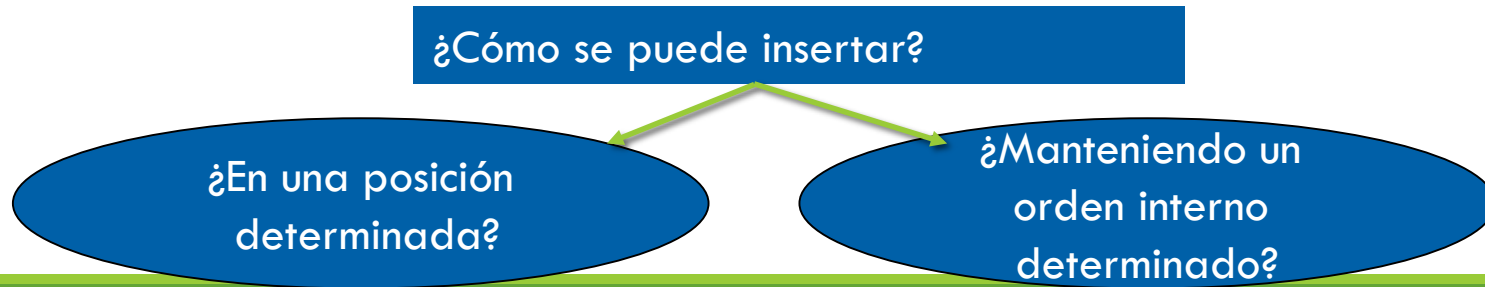 ¿Cómo se puede insertar?
¿En una posición
determinada?
¿Manteniendo un
orden interno
determinado?